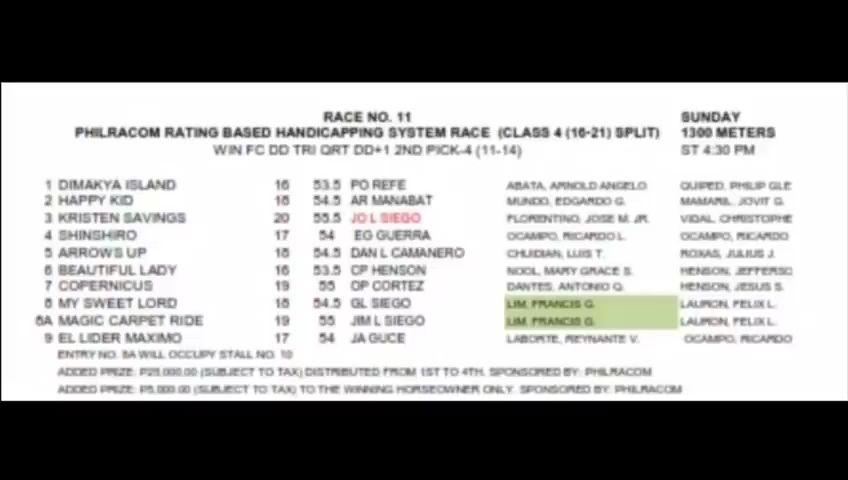 RACE NO. 11 SUNDAY
PHILRACOM RATING BASED HANDICAPPING SYSTEM RACE (CLASS 4 (16-21) SPLIT) 1300 METERS
WIN FC DD TRI QRT DD+1 2ND PICK-4 (11-14) ST 4:30 PM
1 DIMAKYA ISLAND 16 53.5 PO REFE ABATA, ARNOLD ANGELO QUIPED, PHILIP GLE
2 HAPPY KID 18 54.5 AR MANABAT MUNDO, EDGARDO G. MAMARIL, JOVIT G.
3 KRISTEN SAVINGS 20 55.5 JO L SIEGO FLORENTINO, JOSE M. JR. VIDAL, CHRISTOPHE
4 SHINSHIRO 17 54 EG GUERRA OCAMPO, RICARDO L. OCAMPO, RICARDO
5 ARROWS UP 18 54.5 DAN L CAMANERO CHUIDIAN, LUIS T. ROXAS, JULIUS J.
6 BEAUTIFUL LADY 16 53.5 CP HENSON NOOL, MARY GRACE S. HENSON, JEFFERSO
7 COPERNICUS 19 55 OP CORTEZ DANTES, ANTONIO Q. HENSON, JESUS S.
8 MY SWEET LORD 18 54.5 GL SIEGO LIM, FRANCIS G. LAURON, FELIX L.
8A MAGIC CARPET RIDE 19 55 JIM L SIEGO LIM, FRANCIS G. LAURON, FELIX L.
9 EL LIDER MAXIMO 17 54 JA GUCE LABORTE, REYNANTE V. OCAMPO, RICARDO
ENTRY NO. 8A WILL OCCUPY STALL NO. 10
ADDED PRIZE: P25,000.00 (SUBJECT TO TAX) DISTRIBUTED FROM 1ST TO 4TH. SPONSORED BY: PHILRACOM
ADDED PRIZE: P5,000.00 (SUBJECT TO TAX) TO THE WINNING HORSEOWNER ONLY. SPONSORED BY: PHILRACOM